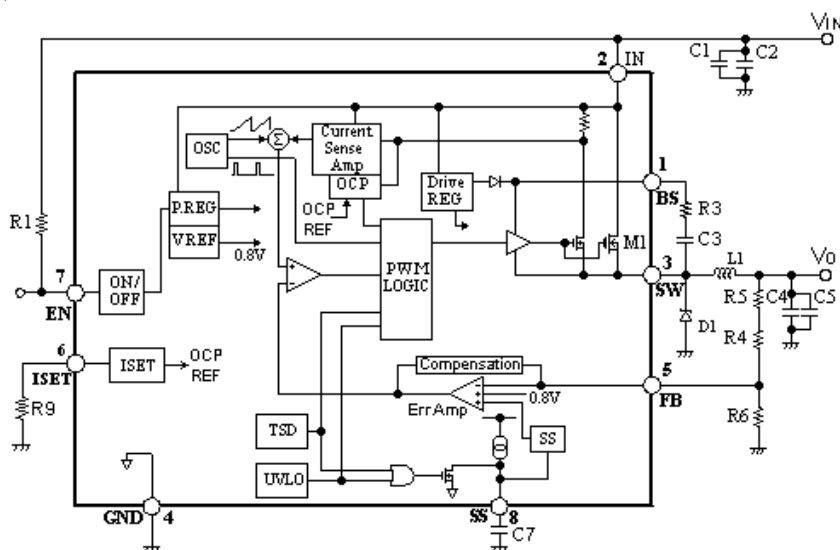 VIN
C1
C2
2
IN
OSC
Σ
Current
Sense
Amp
OCP
1
BS
R3
C3
Drive
REG
R1
P.REG
VREF
0.8V
OCP
REF
M1
PWM
LOGIC
3
SW
L1
VO
7
EN
ON/
OFF
D1
R5
C4
C5
R4
6
ISET
ISET
OCP
REF
R9
Compensation
5
FB
ErrAmp
0.8V
R6
TSD
SS
UVLO
GND
4
SS
8
C7